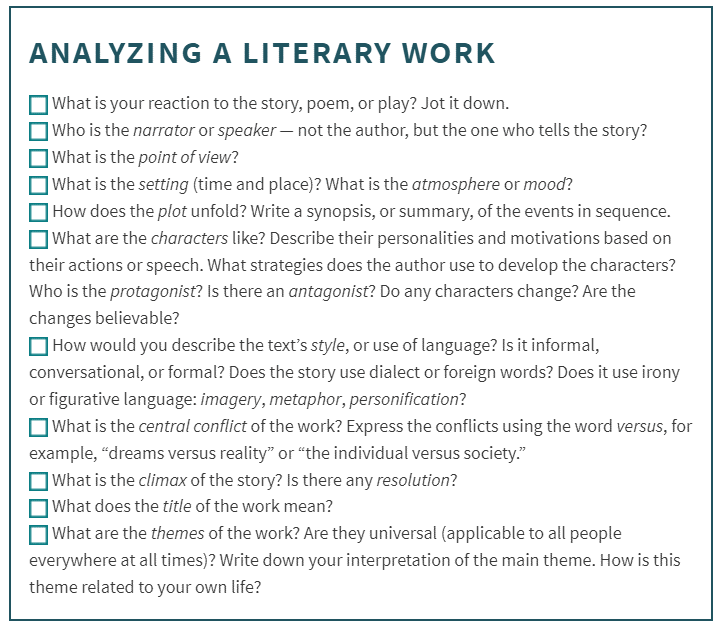 ANALYZING A LITERARY WORK
What is your reaction to the story, poem, or play? Jot it down.
Who is the narrator or speaker — not the author, but the one who tells the story?
What is the point of view?
What is the setting (time and place)? What is the atmosphere or mood?
How does the plot unfold? Write a synopsis, or summary, of the events in sequence.
What are the characters like? Describe their personalities and motivations based on
their actions or speech. What strategies does the author use to develop the characters?
Who is the protagonist? Is there an antagonist? Do any characters change? Are the
changes believable?
How would you describe the text’s style, or use of language? Is it informal,
conversational, or formal? Does the story use dialect or foreign words? Does it use irony
or figurative language: imagery, metaphor, personification?
What is the central conflict of the work? Express the conflicts using the word versus, for
example, “dreams versus reality” or “the individual versus society.”
What is the climax of the story? Is there any resolution?
What does the title of the work mean?
What are the themes of the work? Are they universal (applicable to all people
everywhere at all times)? Write down your interpretation of the main theme. How is this
theme related to your own life?